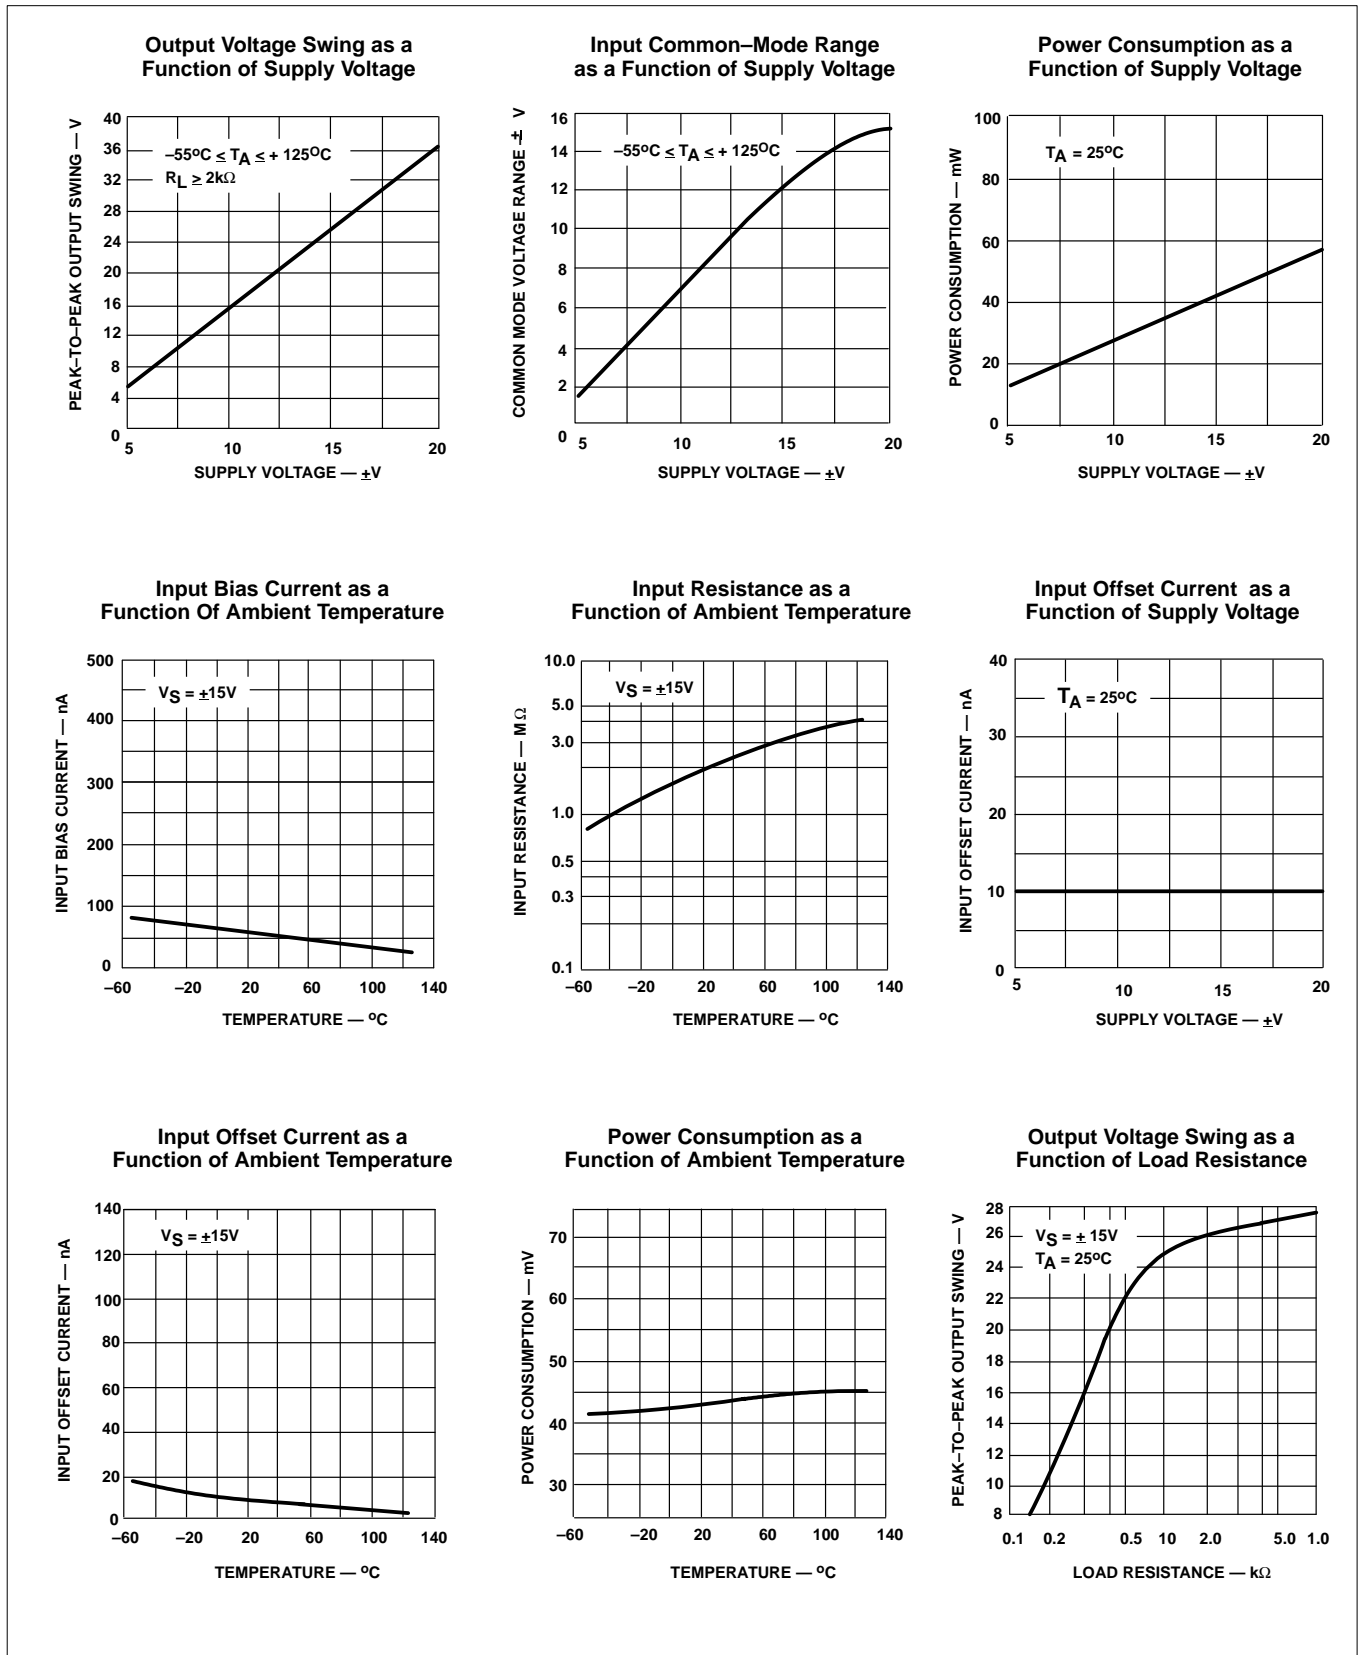 Output Voltage Swing as a
Function of Supply Voltage
PEAK–TO–PEAK OUTPUT SWING — V
40
36
32
28
24
20
16
12
8
4
0
–55ºC ≤ TA ≤ + 125OC
RL ≥ 2kΩ
5 10 15 20
SUPPLY VOLTAGE — ±V
Input Common–Mode Range
as a Function of Supply Voltage
COMMON MODE VOLTAGE RANGE — ± V
16
14
12
10
8
6
4
2
0
–55ºC ≤ TA ≤ + 125OC
5 10 15 20
SUPPLY VOLTAGE — ±V
Power Consumption as a
Function of Supply Voltage
POWER CONSUMPTION — mW
100
80
60
40
20
0
TA = 25ºC
5 10 15 20
SUPPLY VOLTAGE — ±V
Input Bias Current as a
Function Of Ambient Temperature
INPUT BIAS CURRENT — nA
500
400
300
200
100
0
VS = ±15V
–60 –20 20 60 100 140
TEMPERATURE — ºC
Input Resistance as a
Function of Ambient Temperature
INPUT RESISTANCE — M Ω
10.0
5.0
3.0
1.0
0.5
0.3
0.1
VS = ±15V
–60 –20 20 60 100 140
TEMPERATURE — ºC
Input Offset Current as a
Function of Supply Voltage
INPUT OFFSET CURRENT — nA
40
30
20
10
0
TA = 25ºC
5 10 15 20
SUPPLY VOLTAGE — ±V
Input Offset Current as a
Function of Ambient Temperature
INPUT OFFSET CURRENT — nA
140
120
100
80
60
40
20
0
VS = ±15V
–60 –20 20 60 100 140
TEMPERATURE — ºC
Power Consumption as a
Function of Ambient Temperature
POWER CONSUMPTION — mV
70
60
50
40
30
–60 –20 20 60 100 140
TEMPERATURE — ºC
Output Voltage Swing as a
Function of Load Resistance
PEAK–TO–PEAK OUTPUT SWING — V
28
26
24
22
20
18
16
14
12
10
8
VS = ± 15V
TA = 25ºC
0.1 0.2 0.5 10 2.0 5.0 1.0
LOAD RESISTANCE — kΩ